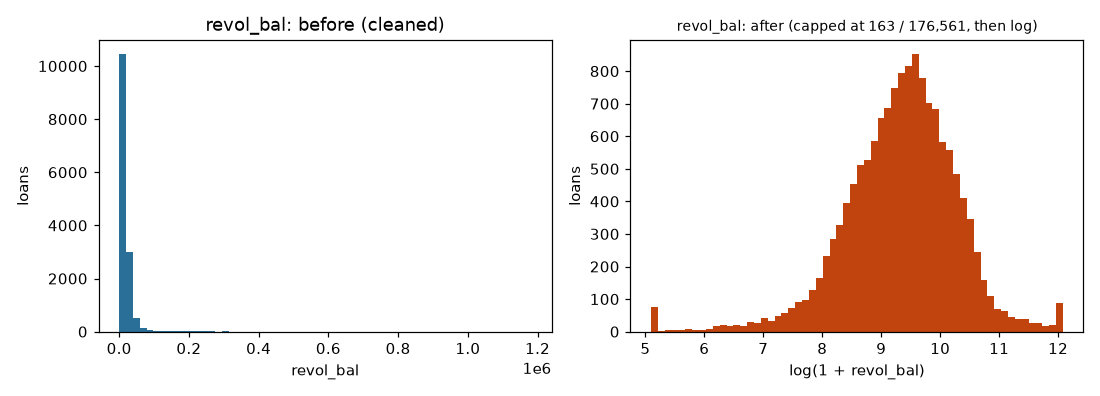 revol_bal: before (cleaned)
10000
8000
6000
4000
2000
0
loans
0.0 0.2 0.4 0.6 0.8 1.0 1.2
1e6
revol_bal
revol_bal: after (capped at 163 / 176,561, then log)
800
700
600
500
400
300
200
100
0
loans
5 6 7 8 9 10 11 12
log(1 + revol_bal)